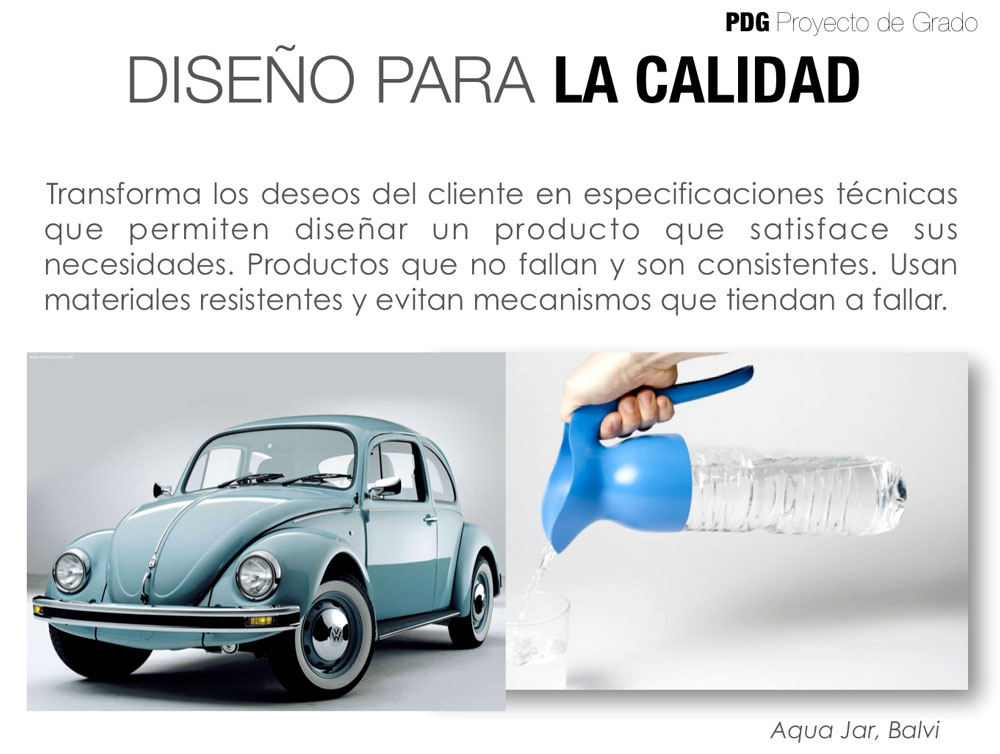 PDG Proyecto de Grado
DISEÑO PARA LA CALIDAD
Transforma los deseos del cliente en especificaciones técnicas
que permiten diseñar un producto que satisface sus
necesidades. Productos que no fallan y son consistentes. Usan
materiales resistentes y evitan mecanismos que tiendan a fallar.
Aqua Jar, Balvi